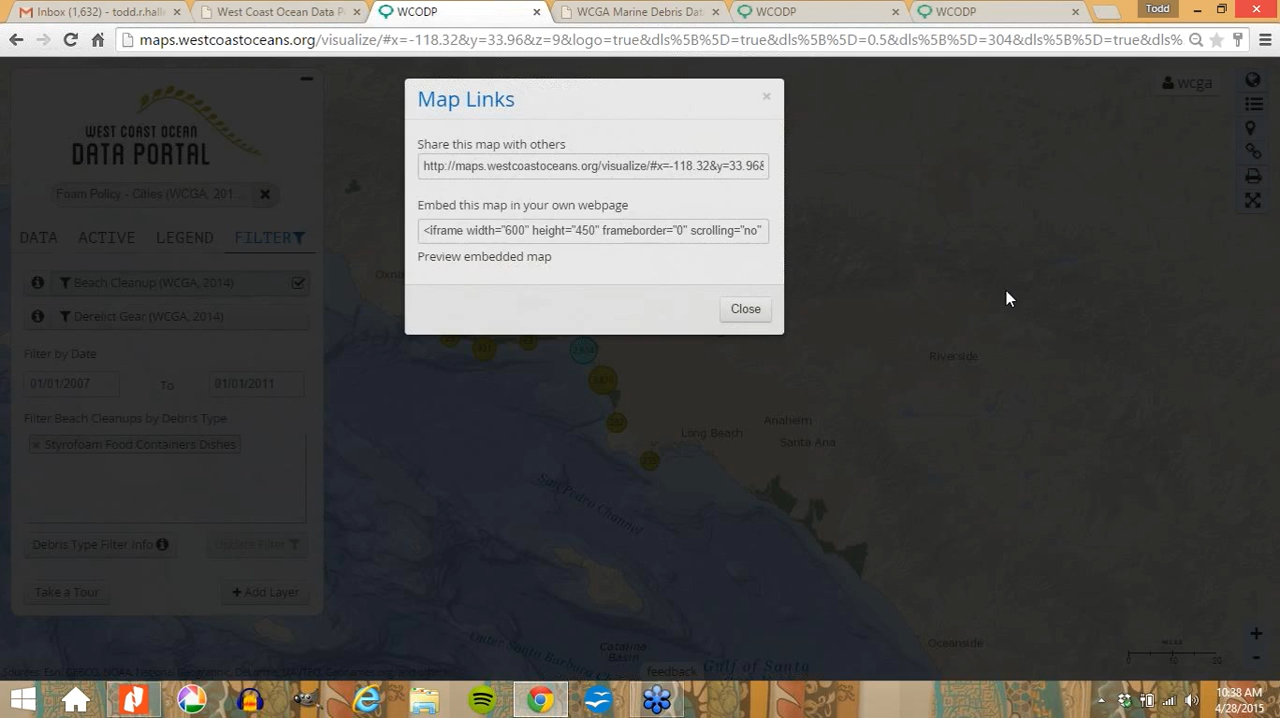 Inbox (1,632) - todd.r.hall
West Coast Ocean Data P
WCODP
WCGA Marine Debris Dat
WCODP
WCODP
Todd
maps.westcoastoceans.org/visualize/#x=-118.32&y=33.96&z=9&logo=true&dls%5B%5D=true&dls%5B%5D=0.5&dls%5B%5D=304&dls%5B%5D=true&dls%
WEST COAST OCEAN
DATA PORTAL
Foam Policy - Cities (WCGA, 201...
DATA ACTIVE LEGEND FILTER
Beach Cleanup (WCGA, 2014)
Derelict Gear (WCGA, 2014)
Filter by Date
01/01/2007 To 01/01/2011
Filter Beach Cleanups by Debris Type
× Styrofoam Food Containers Dishes
Debris Type Filter Info
Update Filter
Take a Tour
+ Add Layer
Map Links
×
Share this map with others
http://maps.westcoastoceans.org/visualize/#x=-118.32&y=33.96&
Embed this map in your own webpage
<iframe width="600" height="450" frameborder="0" scrolling="no"
Preview embedded map
Close
wcga
Oxn
Riverside
Anaheim
Long Beach
Santa Ana
San Pedro Channel
Catalina
Basin
Outer Santa Barbara
Gulf of Santa
Oceanside
feedback
20
10:38 AM
4/28/2015